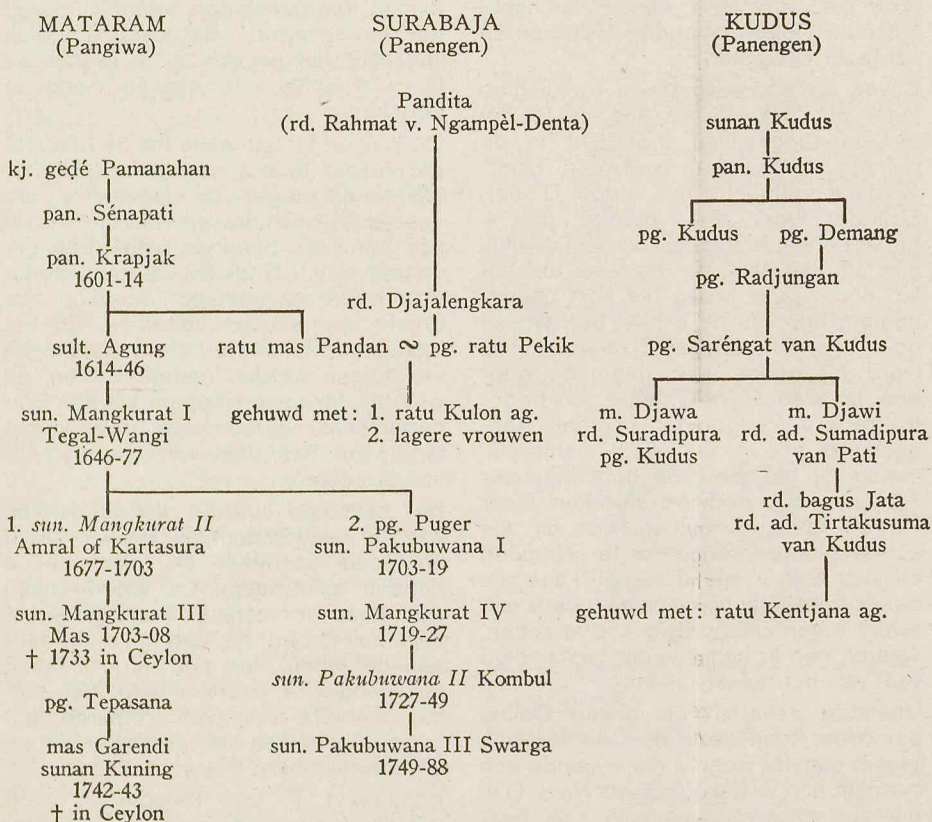 MATARAM
(Pangiwa)
SURABAJA
(Panengen)
KUDUS
(Panengen)
Pandita
(rd. Rahmat v. Ngampèl-Denta)
sunan Kudus
kj. geḍé Pamanahan
pan. Kudus
pan. Sénapati
pg. Kudus
pg. Demang
pan. Krapjak
1601-14
pg. Radjungan
rd. Djajalengkara
sult. Agung
1614-46
ratu mas Panḍan ∾ pg. ratu Pekik
pg. Saréngat van Kudus
sun. Mangkurat I
Tegal-Wangi
1646-77
gehuwd met: 1. ratu Kulon ag.
2. lagere vrouwen
m. Djawa
rd. Suradipura
pg. Kudus
m. Djawi
rd. ad. Sumadipura
van Pati
rd. bagus Jata
rd. ad. Tirtakusuma
van Kudus
1. sun. Mangkurat II
Amral of Kartasura
1677-1703
2. pg. Puger
sun. Pakubuwana I
1703-19
sun. Mangkurat III
Mas 1703-08
† 1733 in Ceylon
sun. Mangkurat IV
1719-27
gehuwd met: ratu Kentjana ag.
pg. Tepasana
sun. Pakubuwana II Kombul
1727-49
mas Garendi
sunan Kuning
1742-43
† in Ceylon
sun. Pakubuwana III Swarga
1749-88